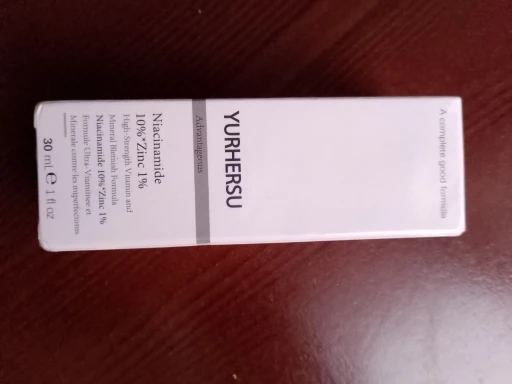 A complete good formula
YURHERSU
Advantageous
Niacinamide
10%*Zinc 1%
High-Strength Vitamin and
Mineral Blemish Formula
Niacinamide 10%*Zinc 1%
Formule Ultra-Vitaminée et
Minérale contre les imperfections
30 mL ℮ 1 fl oz